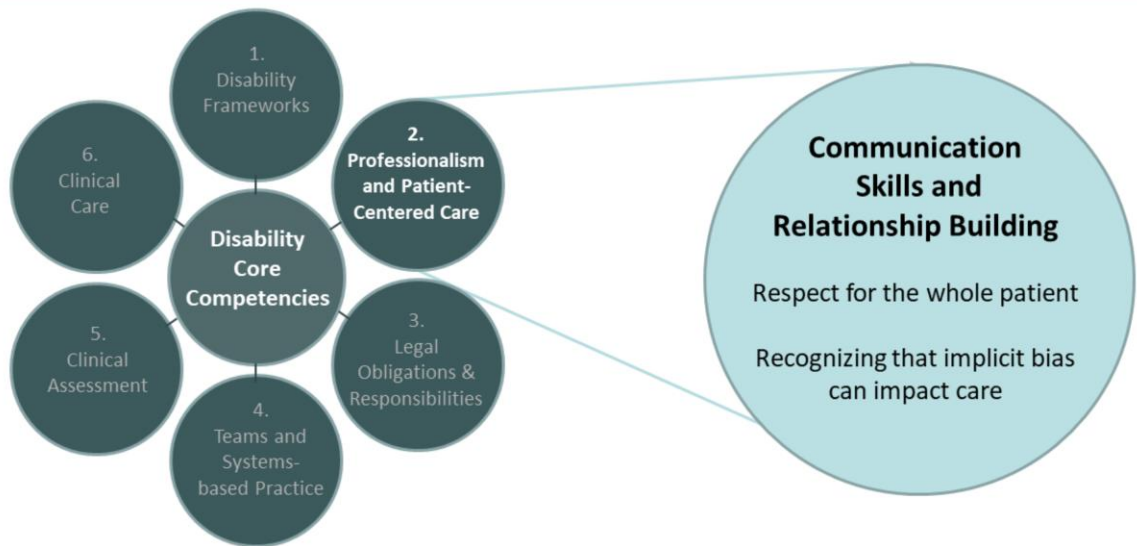 1.
Disability
Frameworks
2.
Professionalism
and Patient-
Centered Care
3.
Legal
Obligations &
Responsibilities
4.
Teams and
Systems-
based Practice
5.
Clinical
Assessment
6.
Clinical
Care
Disability
Core
Competencies
Communication
Skills and
Relationship Building
Respect for the whole patient
Recognizing that implicit bias
can impact care